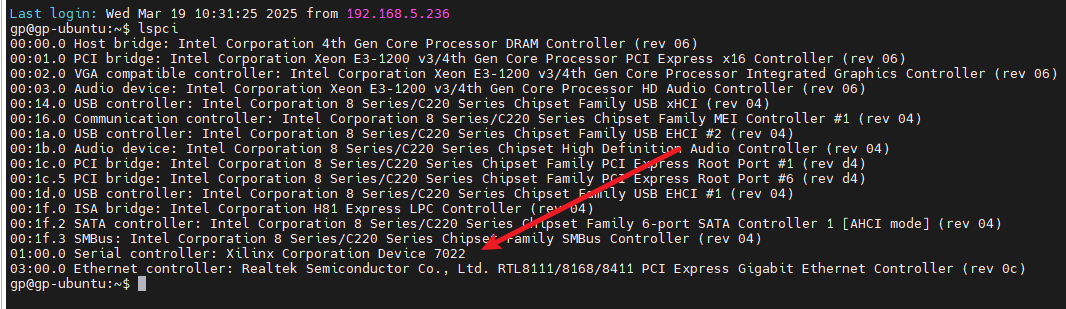 Last login: Wed Mar 19 10:31:25 2025 from 192.168.5.236
gp@gp-ubuntu:~$ lspci
00:00.0 Host bridge: Intel Corporation 4th Gen Core Processor DRAM Controller (rev 06)
00:01.0 PCI bridge: Intel Corporation Xeon E3-1200 v3/4th Gen Core Processor PCI Express x16 Controller (rev 06)
00:02.0 VGA compatible controller: Intel Corporation Xeon E3-1200 v3/4th Gen Core Processor Integrated Graphics Controller (rev 06)
00:03.0 Audio device: Intel Corporation Xeon E3-1200 v3/4th Gen Core Processor HD Audio Controller (rev 06)
00:14.0 USB controller: Intel Corporation 8 Series/C220 Series Chipset Family USB xHCI (rev 04)
00:16.0 Communication controller: Intel Corporation 8 Series/C220 Series Chipset Family MEI Controller #1 (rev 04)
00:1a.0 USB controller: Intel Corporation 8 Series/C220 Series Chipset Family USB EHCI #2 (rev 04)
00:1b.0 Audio device: Intel Corporation 8 Series/C220 Series Chipset High Definition Audio Controller (rev 04)
00:1c.0 PCI bridge: Intel Corporation 8 Series/C220 Series Chipset Family PCI Express Root Port #1 (rev d4)
00:1c.5 PCI bridge: Intel Corporation 8 Series/C220 Series Chipset Family PCI Express Root Port #6 (rev d4)
00:1d.0 USB controller: Intel Corporation 8 Series/C220 Series Chipset Family USB EHCI #1 (rev 04)
00:1f.0 ISA bridge: Intel Corporation H81 Express LPC Controller (rev 04)
00:1f.2 SATA controller: Intel Corporation 8 Series/C220 Series Chipset Family 6-port SATA Controller 1 [AHCI mode] (rev 04)
00:1f.3 SMBus: Intel Corporation 8 Series/C220 Series Chipset Family SMBus Controller (rev 04)
01:00.0 Serial controller: Xilinx Corporation Device 7022
03:00.0 Ethernet controller: Realtek Semiconductor Co., Ltd. RTL8111/8168/8411 PCI Express Gigabit Ethernet Controller (rev 0c)
gp@gp-ubuntu:~$